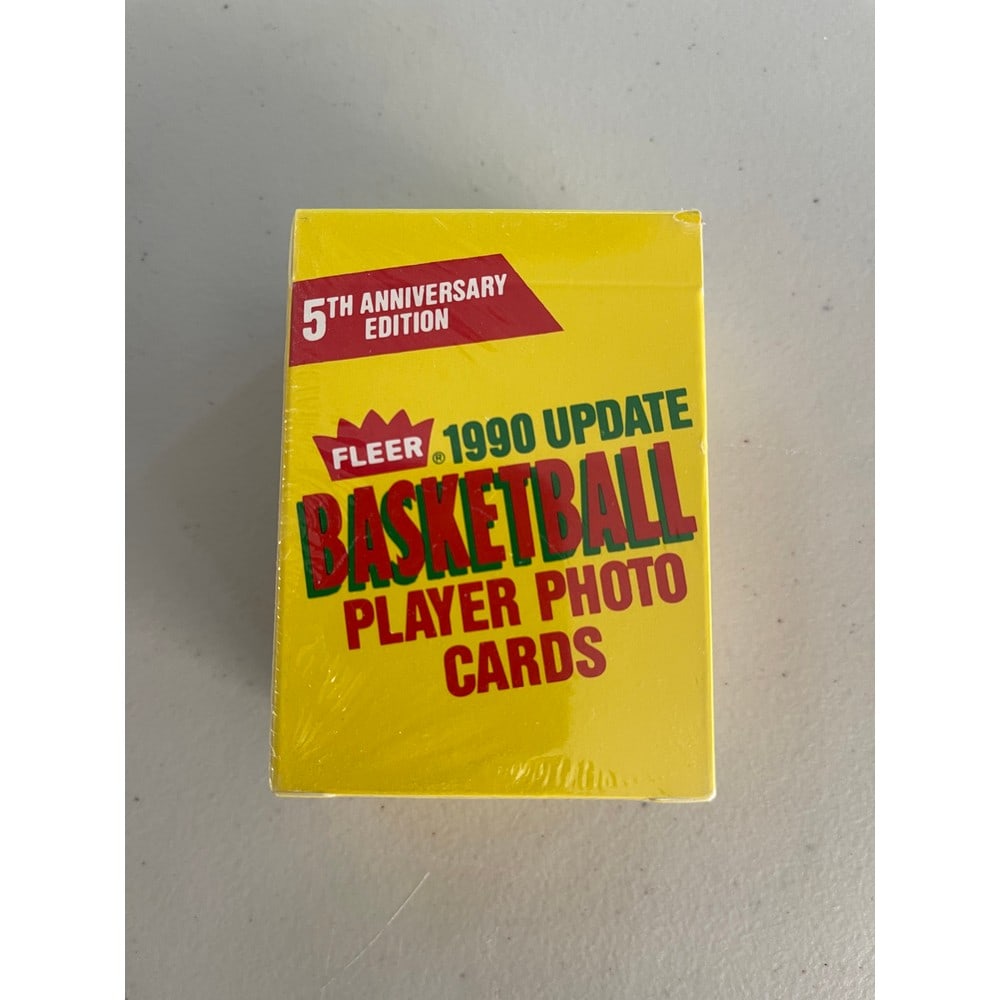 5TH ANNIVERSARY
EDITION
FLEER ® 1990 UPDATE
BASKETBALL
PLAYER PHOTO
CARDS